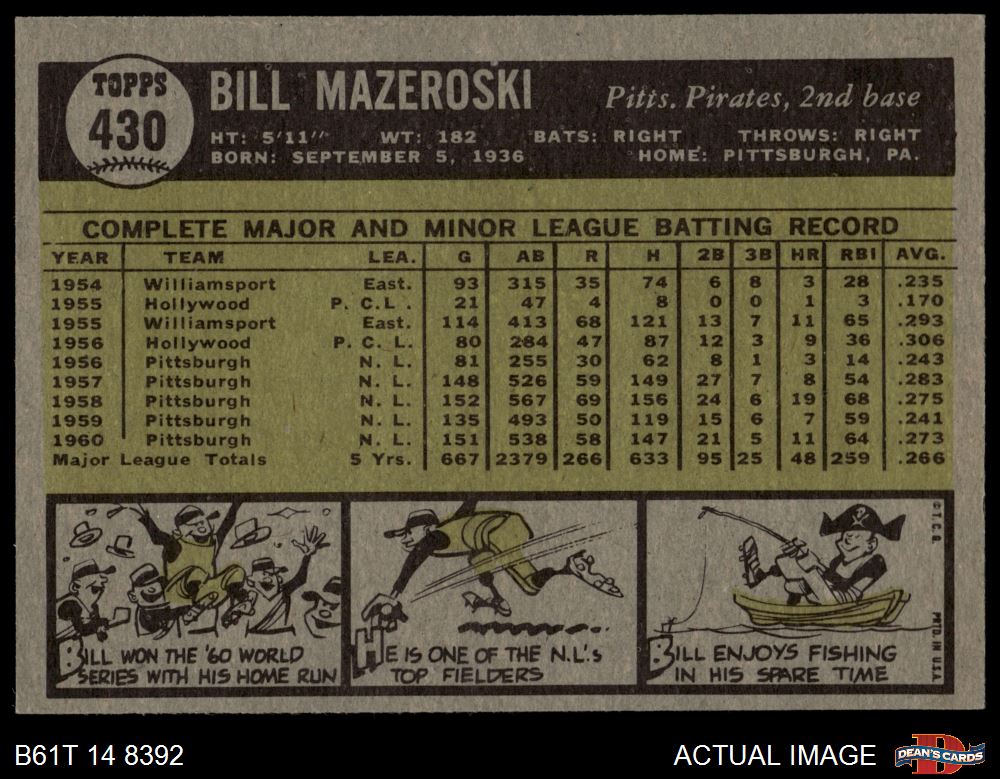 TOPPS
430
BILL MAZEROSKI
Pitts. Pirates, 2nd base
HT: 5'11" WT: 182 BATS: RIGHT THROWS: RIGHT
BORN: SEPTEMBER 5, 1936 HOME: PITTSBURGH, PA.
COMPLETE MAJOR AND MINOR LEAGUE BATTING RECORD
YEAR TEAM LEA. G AB R H 2B 3B HR RBI AVG.
1954 Williamsport East. 93 315 35 74 6 8 3 28 .235
1955 Hollywood P. C.L. 21 47 4 8 0 0 1 3 .170
1955 Williamsport East. 114 413 68 121 13 7 11 65 .293
1956 Hollywood P. C. L. 80 284 47 87 12 3 9 36 .306
1956 Pittsburgh N. L. 81 255 30 62 8 1 3 14 .243
1957 Pittsburgh N. L. 148 526 59 149 27 7 8 54 .283
1958 Pittsburgh N. L. 152 567 69 156 24 6 19 68 .275
1959 Pittsburgh N. L. 135 493 50 119 15 6 7 59 .241
1960 Pittsburgh N. L. 151 538 58 147 21 5 11 64 .273
Major League Totals 5 Yrs. 667 2379 266 633 95 25 48 259 .266
BILL WON THE '60 WORLD
SERIES WITH HIS HOME RUN
HE IS ONE OF THE N.L.'s
TOP FIELDERS
BILL ENJOYS FISHING
IN HIS SPARE TIME
©T.C.G.
PRTD. IN U.S.A.
B61T 14 8392
ACTUAL IMAGE
DEAN'S CARDS